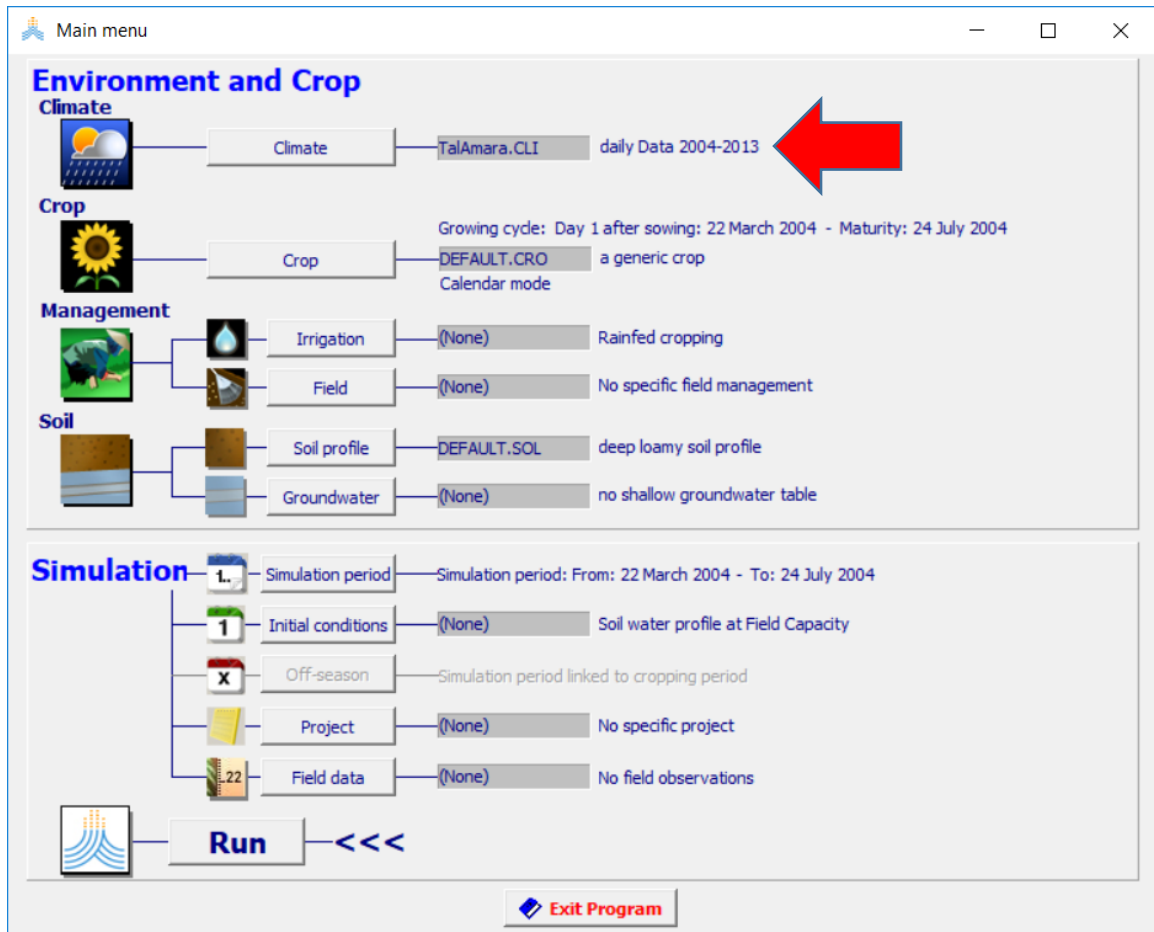 Main menu
Environment and Crop
Climate
Climate TalAmara.CLI daily Data 2004-2013
Crop
Growing cycle: Day 1 after sowing: 22 March 2004 - Maturity: 24 July 2004
Crop DEFAULT.CRO a generic crop
Calendar mode
Management
Irrigation (None) Rainfed cropping
Field (None) No specific field management
Soil
Soil profile DEFAULT.SOL deep loamy soil profile
Groundwater (None) no shallow groundwater table
Simulation 1.. Simulation period Simulation period: From: 22 March 2004 - To: 24 July 2004
1 Initial conditions (None) Soil water profile at Field Capacity
X Off-season Simulation period linked to cropping period
Project (None) No specific project
..22 Field data (None) No field observations
Run <<<
Exit Program